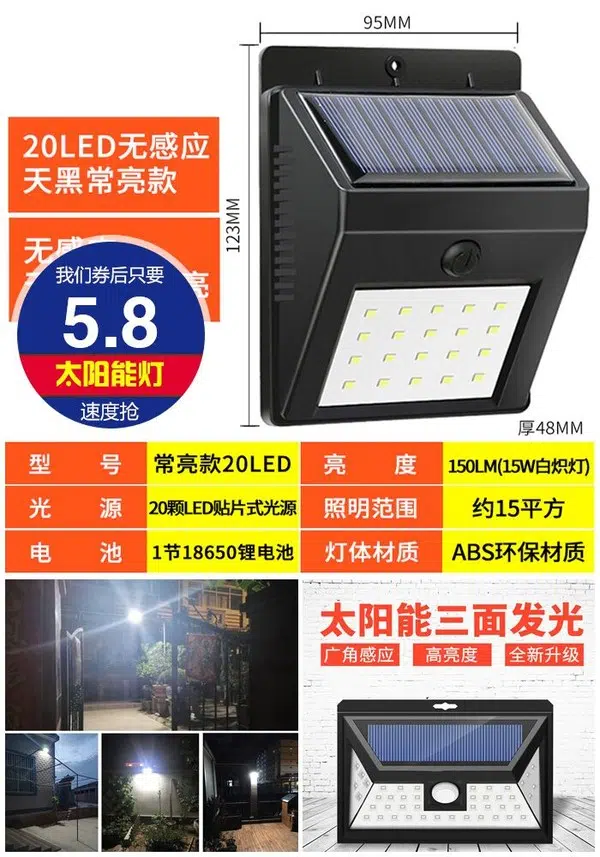 95MM
123MM
20LED无感应
天黑常亮款
无感
亮
我们券后只要
5.8
太阳能灯
速度抢
厚48MM
型号 常亮款20LED 亮度 150LM(15W白炽灯)
光源 20颗LED贴片式光源 照明范围 约15平方
电池 1节18650锂电池 灯体材质 ABS环保材质
太阳能三面发光
广角感应 高亮度 全新升级